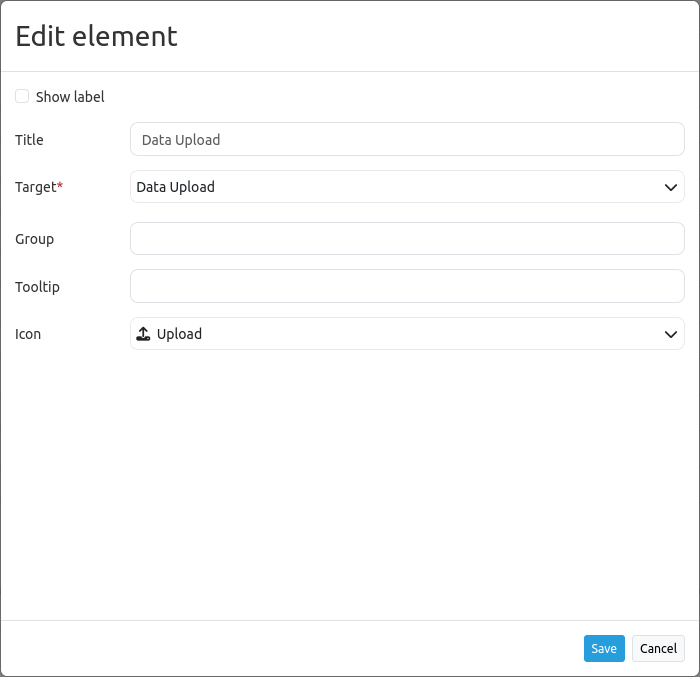 Edit element
Show label
Title
Data Upload
Target*
Data Upload
Group
Tooltip
Icon
Upload
Save
Cancel